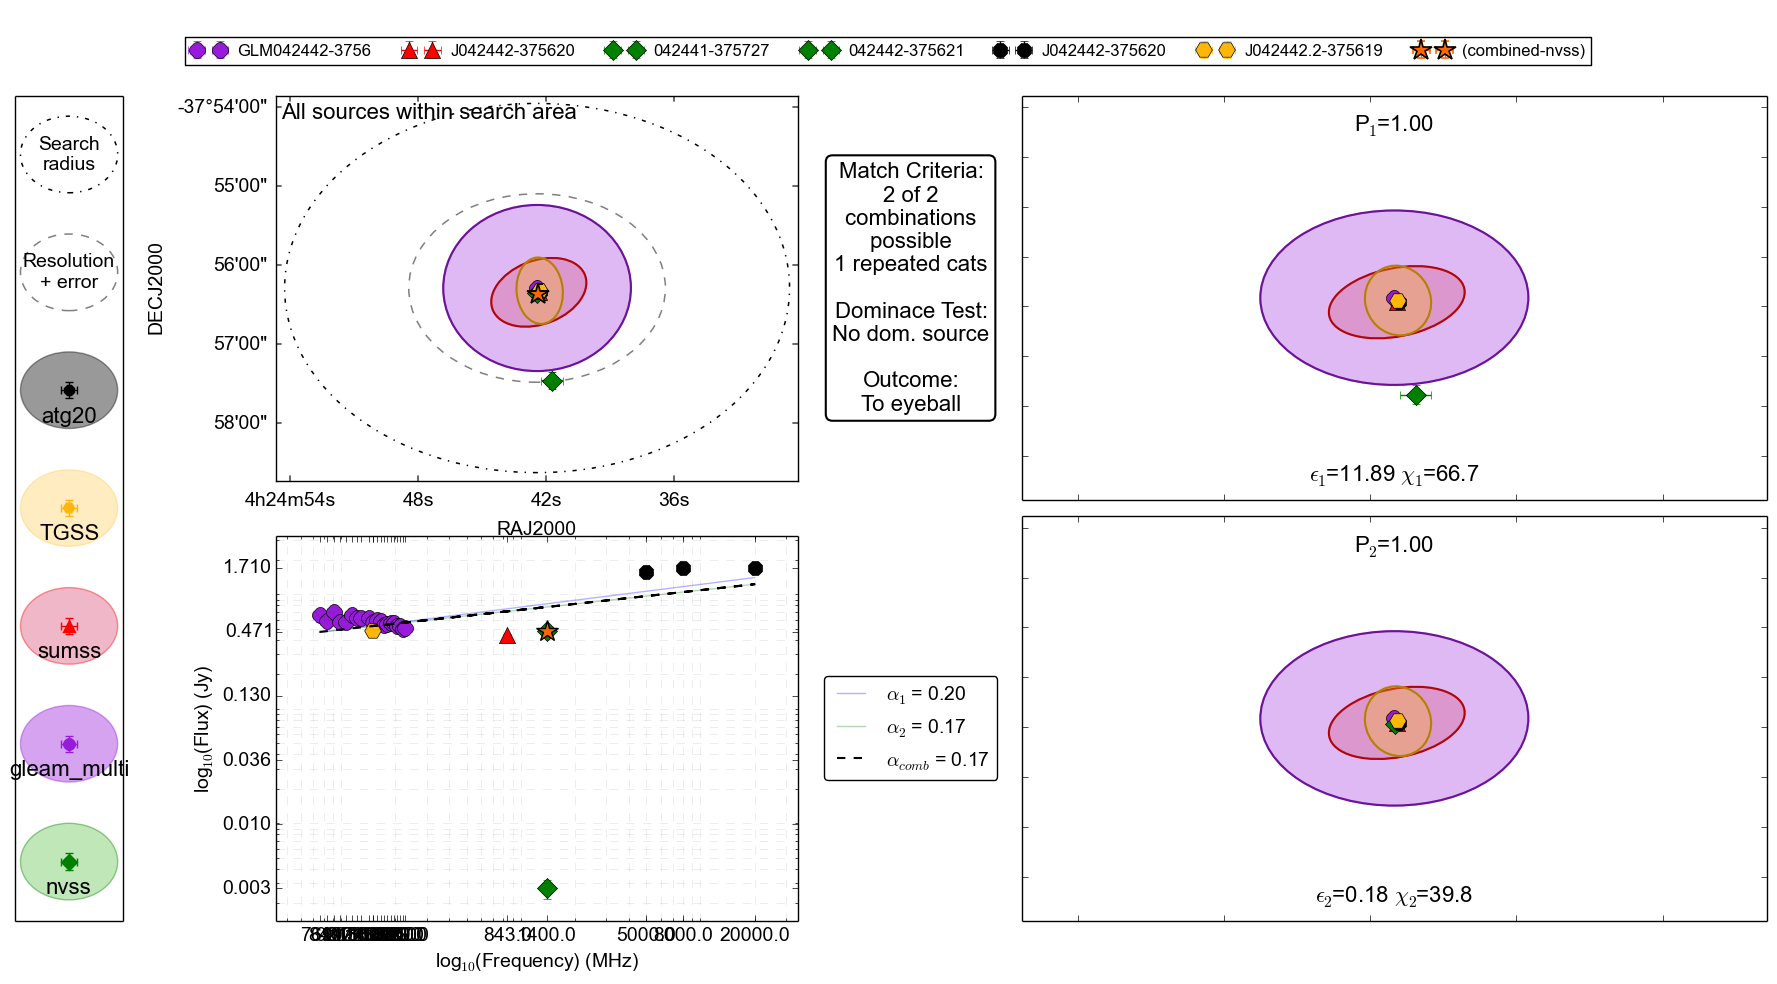 GLM042442-3756 J042442-375620 042441-375727 042442-375621 J042442-375620 J042442.2-375619 (combined-nvss)
Search
radius
Resolution
+ error
atg20
TGSS
sumss
gleam_multi
nvss
All sources within search area
DECJ2000
-37°54'00"
55'00"
56'00"
57'00"
58'00"
4h24m54s 48s 42s 36s
RAJ2000
Match Criteria:
2 of 2
combinations
possible
1 repeated cats
Dominace Test:
No dom. source
Outcome:
To eyeball
P1=1.00
ϵ1=11.89 χ1=66.7
P2=1.00
ϵ2=0.18 χ2=39.8
log10(Flux) (Jy)
1.710
0.471
0.130
0.036
0.010
0.003
843.0 1400.0 5000.0 8000.0 20000.0
log10(Frequency) (MHz)
α1 = 0.20
α2 = 0.17
αcomb = 0.17